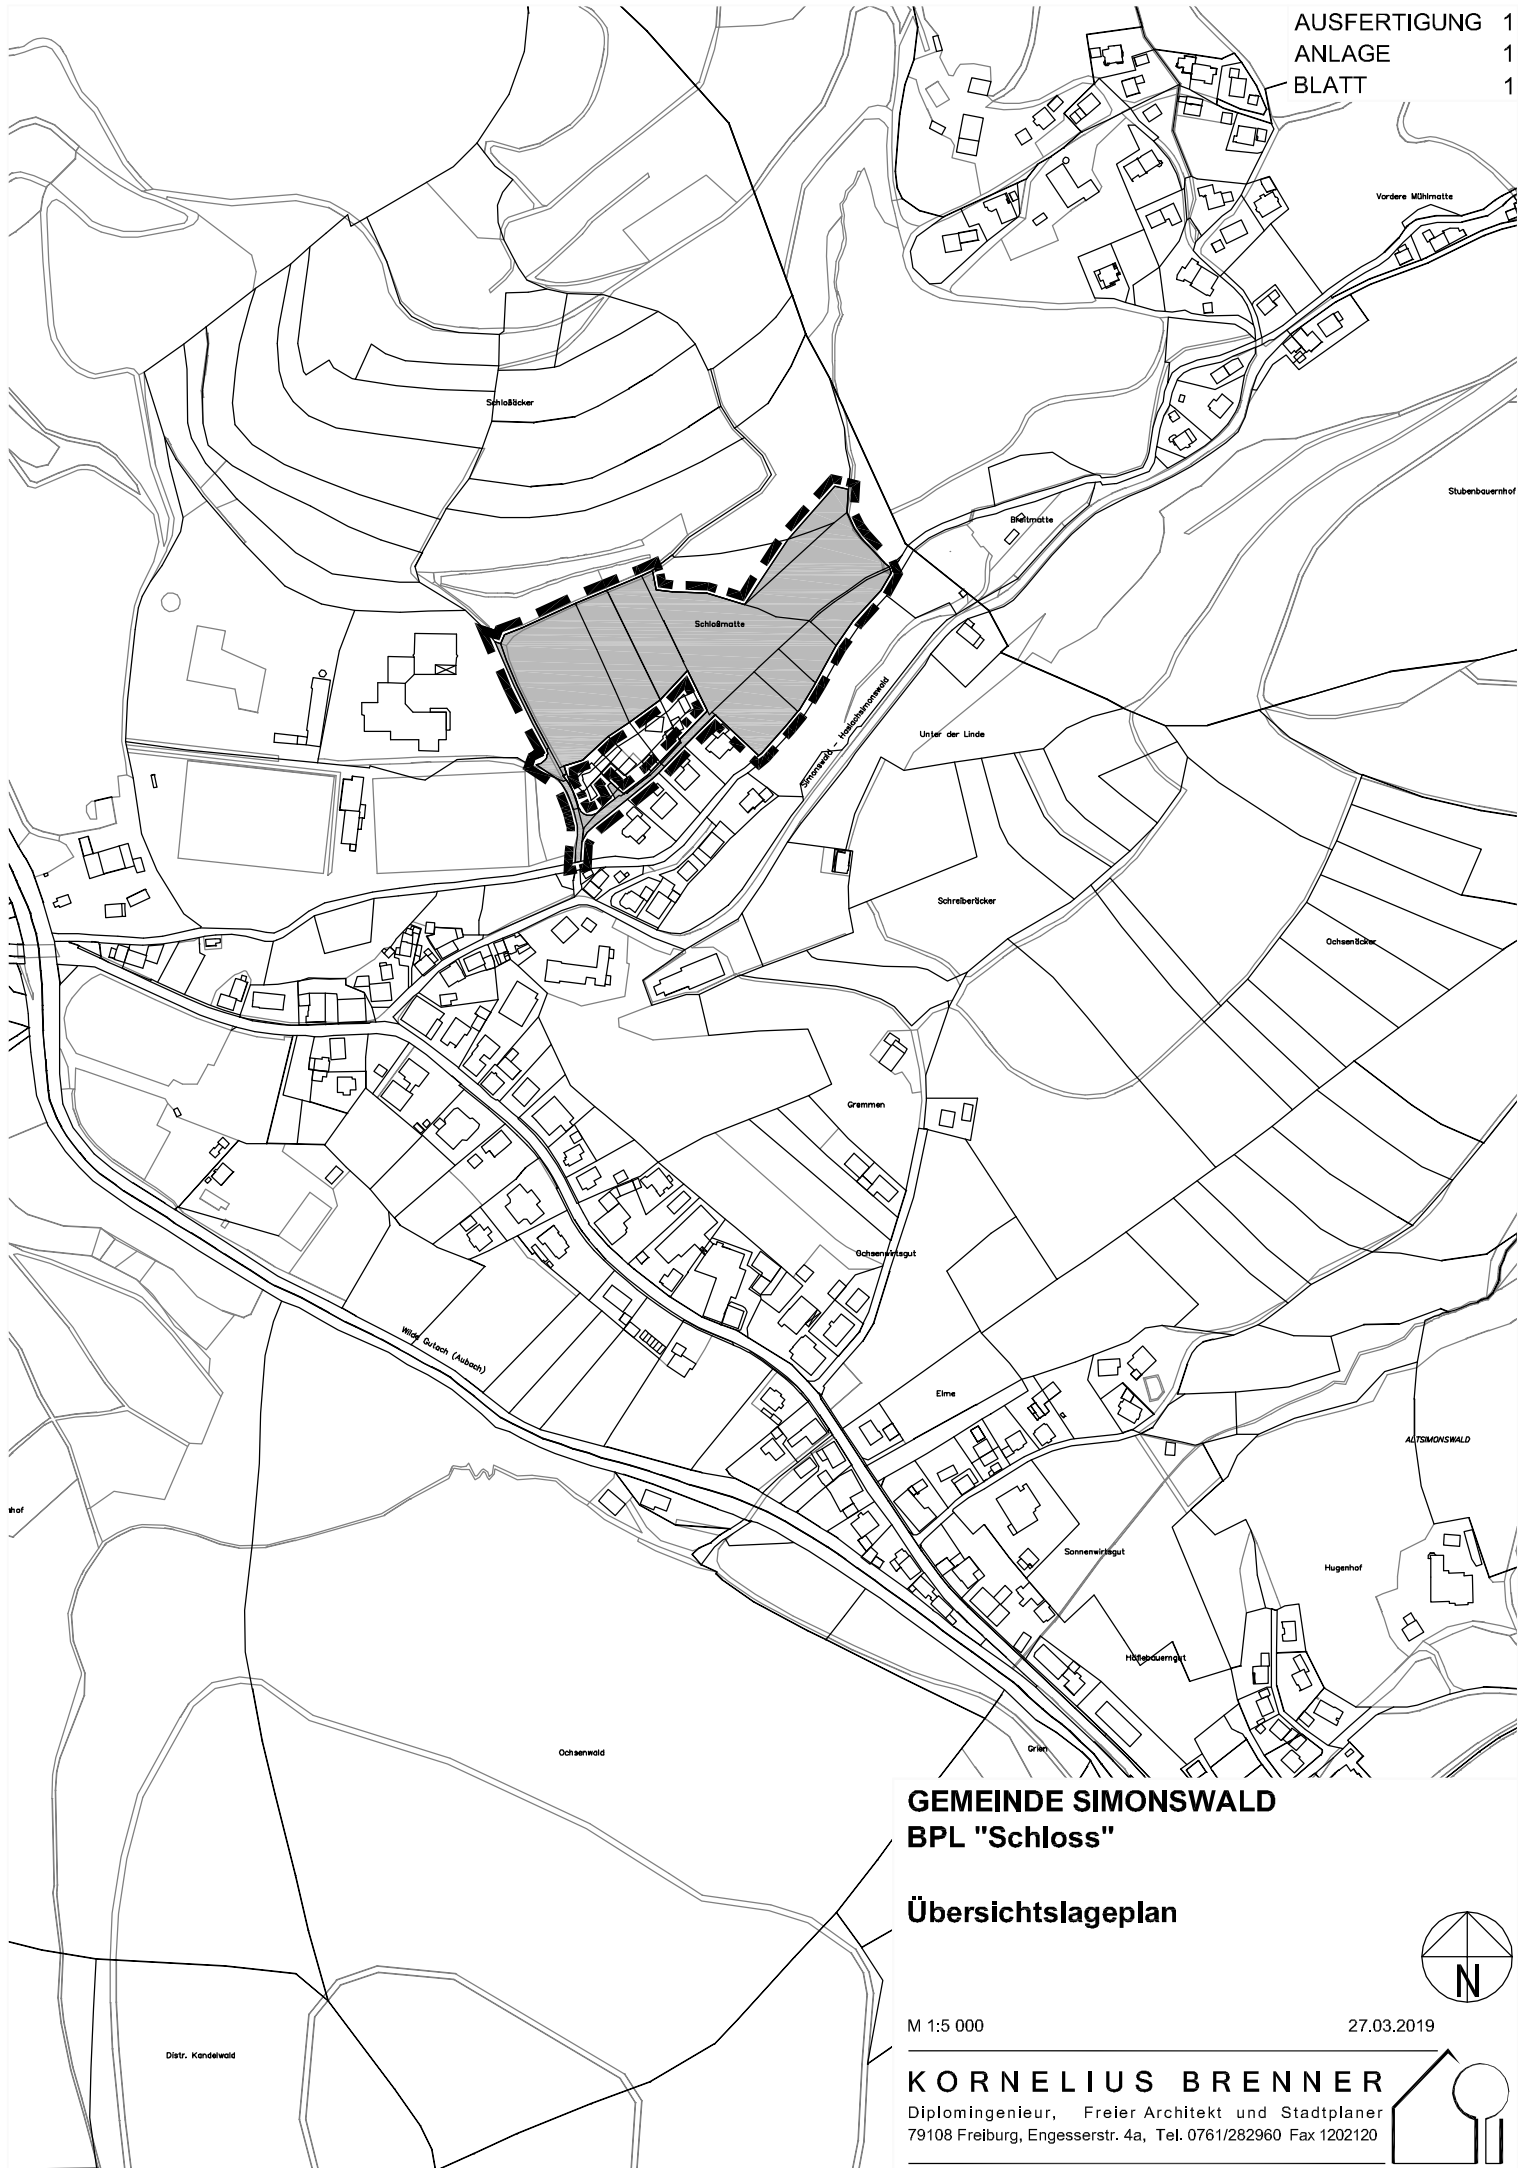 AUSFERTIGUNG 1
ANLAGE 1
BLATT 1
Vordere Mühlmatte
Schloßäcker
Stubenbauernhof
Breitmatte
Schloßmatte
Simonswald - Haslachsimonswald
Unter der Linde
Schreiberäcker
Ochsenäcker
Grammen
Ochsenwirtsgut
Wilde Gutach (Aubach)
Elme
ALTSIMONSWALD
hof
Sonnenwirtsgut
Hugenhof
Höflebauerngut
Ochsenwald
Grien
GEMEINDE SIMONSWALD
BPL "Schloss"
Übersichtslageplan
N
M 1:5 000 27.03.2019
Distr. Kandelwald
KORNELIUS BRENNER
Diplomingenieur, Freier Architekt und Stadtplaner
79108 Freiburg, Engesserstr. 4a, Tel. 0761/282960 Fax 1202120